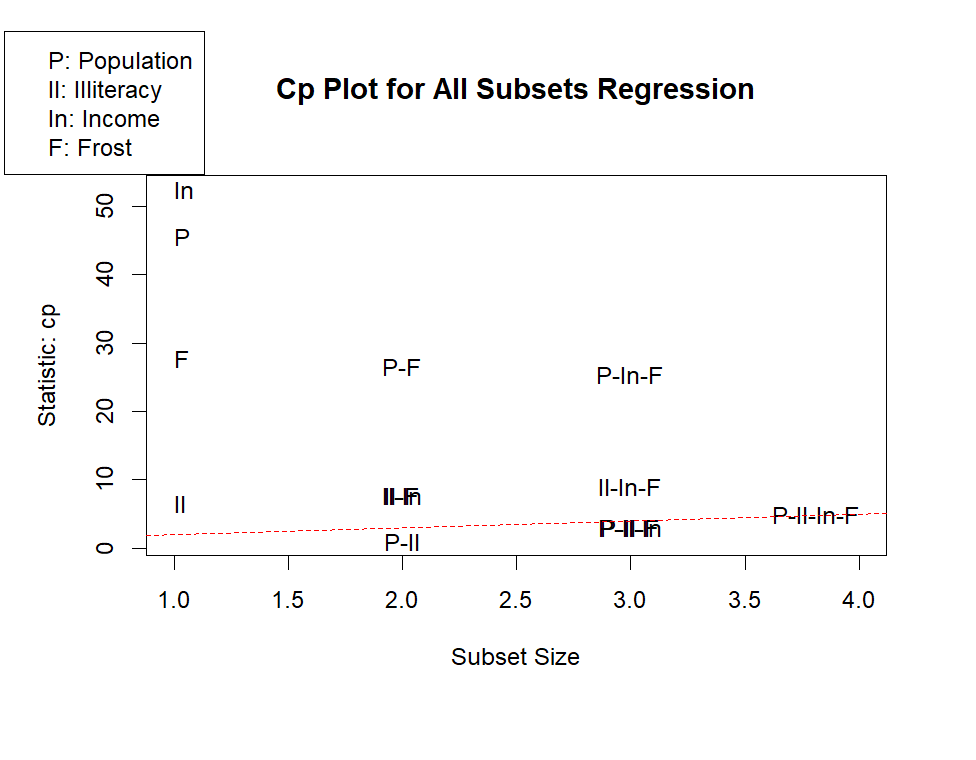 P: Population
Il: Illiteracy
In: Income
F: Frost
Cp Plot for All Subsets Regression
Statistic: cp
50
40
30
20
10
0
In
P
F
Il
P-F
Il-In
Il-F
P-Il
P-In-F
Il-In-F
P-Il-In
P-Il-F
P-Il-In-F
1.0 1.5 2.0 2.5 3.0 3.5 4.0
Subset Size